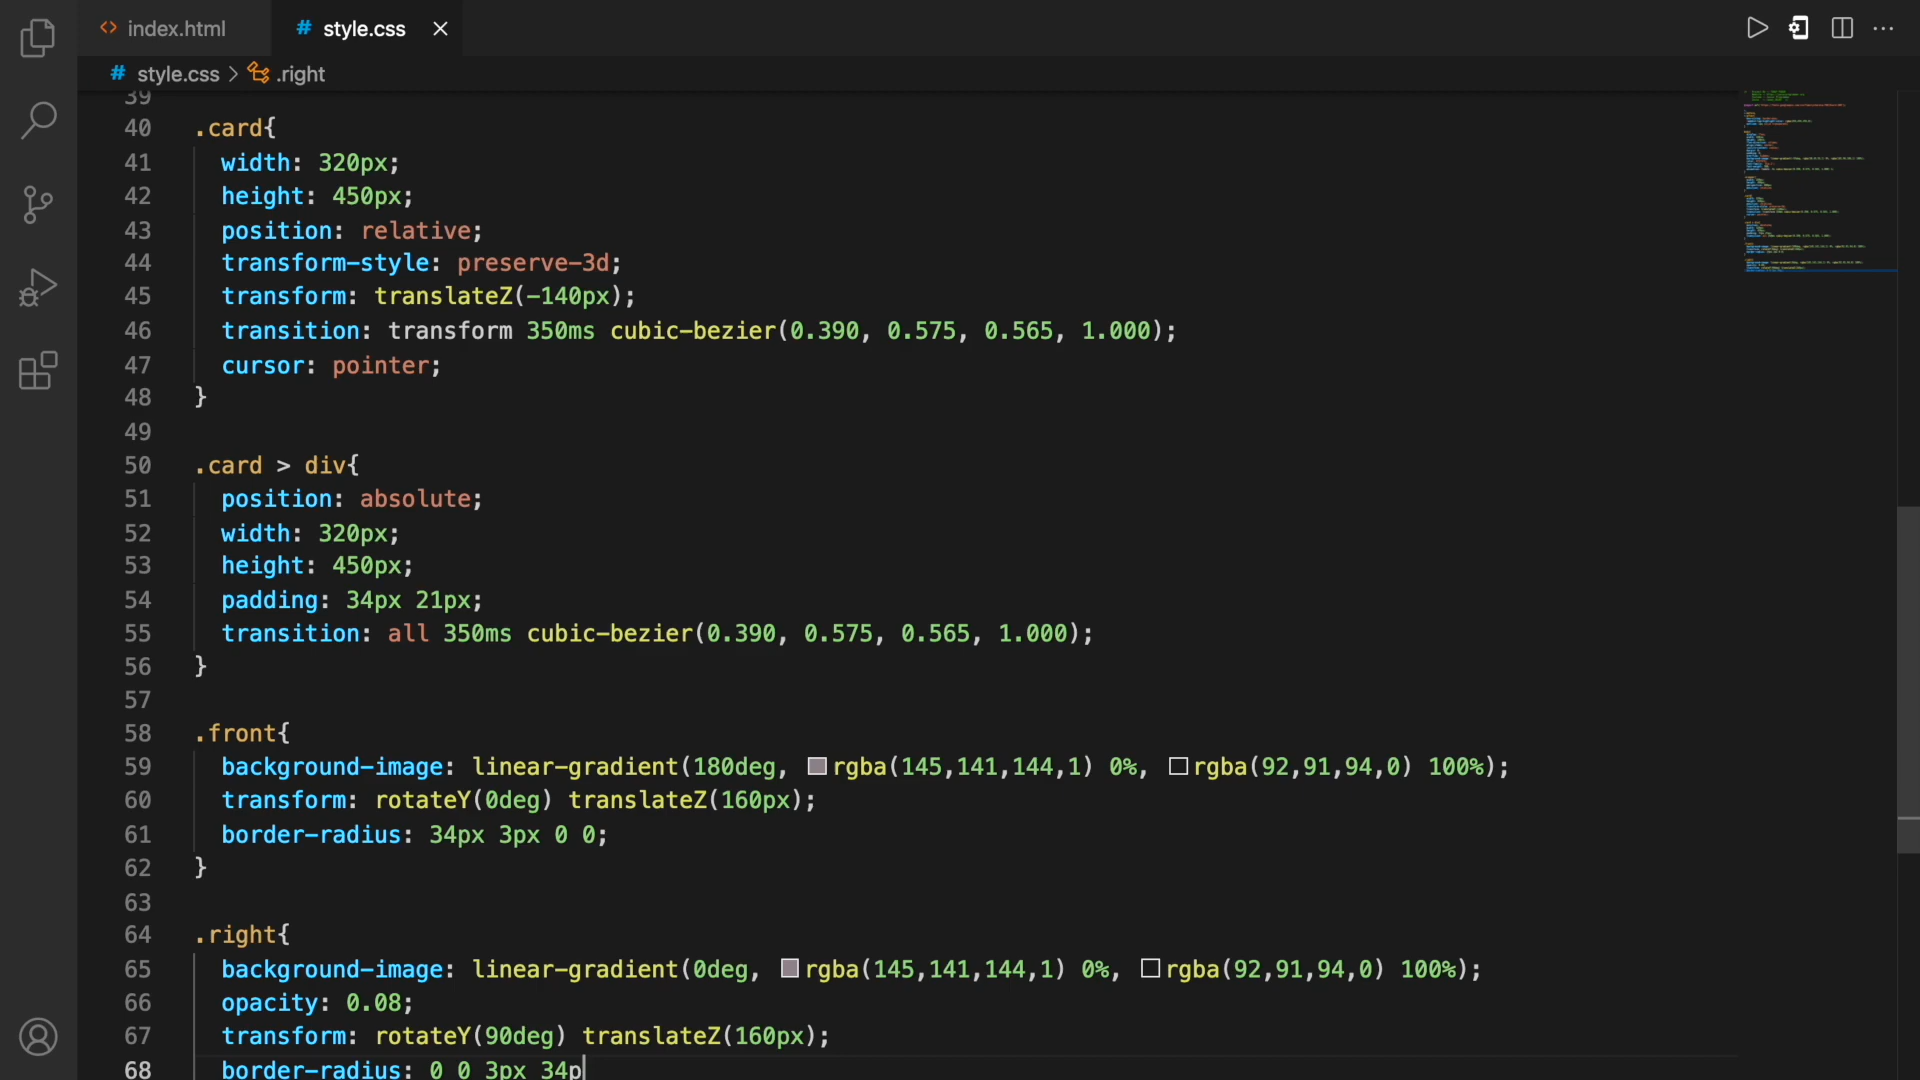 index.html
style.css
style.css > .right
39
40 .card{
41 width: 320px;
42 height: 450px;
43 position: relative;
44 transform-style: preserve-3d;
45 transform: translateZ(-140px);
46 transition: transform 350ms cubic-bezier(0.390, 0.575, 0.565, 1.000);
47 cursor: pointer;
48 }
49
50 .card > div{
51 position: absolute;
52 width: 320px;
53 height: 450px;
54 padding: 34px 21px;
55 transition: all 350ms cubic-bezier(0.390, 0.575, 0.565, 1.000);
56 }
57
58 .front{
59 background-image: linear-gradient(180deg, rgba(145,141,144,1) 0%, rgba(92,91,94,0) 100%);
60 transform: rotateY(0deg) translateZ(160px);
61 border-radius: 34px 3px 0 0;
62 }
63
64 .right{
65 background-image: linear-gradient(0deg, rgba(145,141,144,1) 0%, rgba(92,91,94,0) 100%);
66 opacity: 0.08;
67 transform: rotateY(90deg) translateZ(160px);
68 border-radius: 0 0 3px 34p